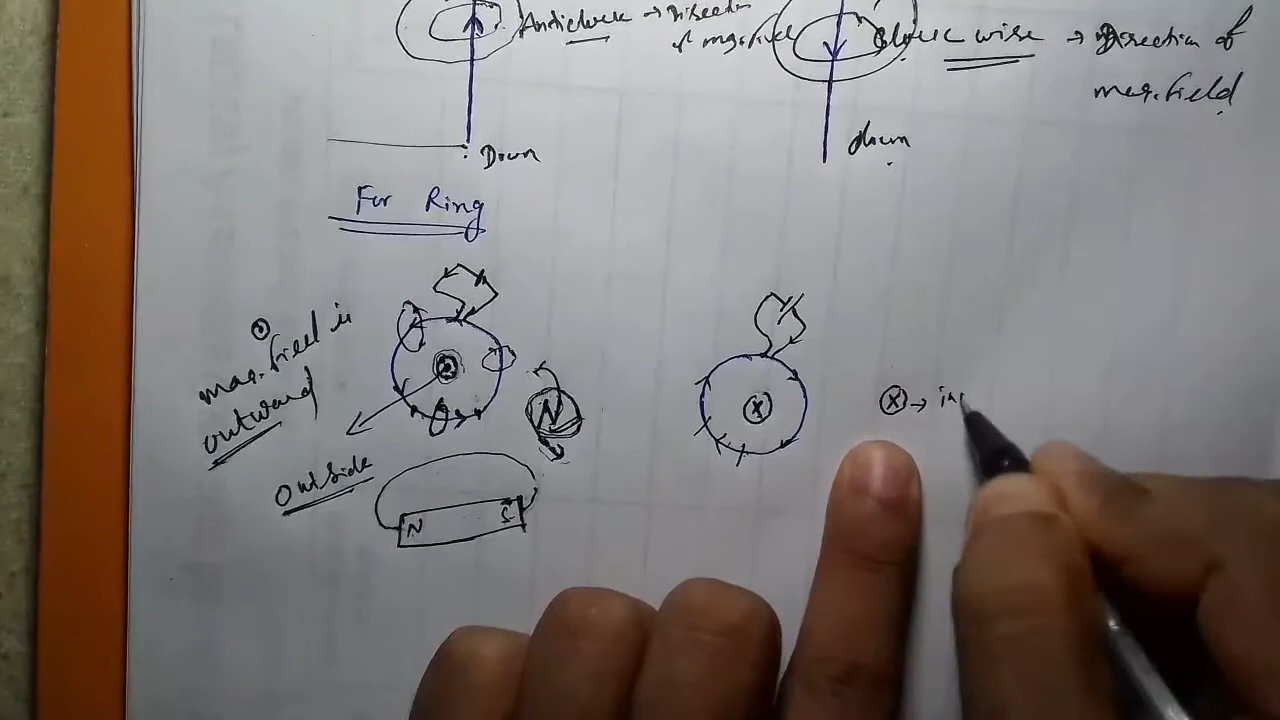 Anticlock → Direction
of mag. field
Clock wise → Direction of
mag. field
Down
down
For Ring
mag. field is
outward
outside
N
N S
X
X → in